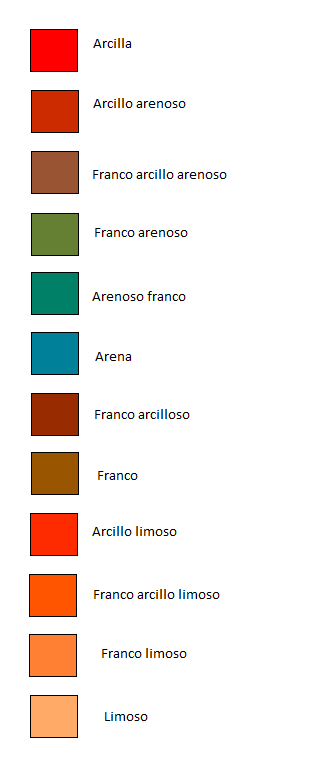 Arcilla
Arcillo arenoso
Franco arcillo arenoso
Franco arenoso
Arenoso franco
Arena
Franco arcilloso
Franco
Arcillo limoso
Franco arcillo limoso
Franco limoso
Limoso